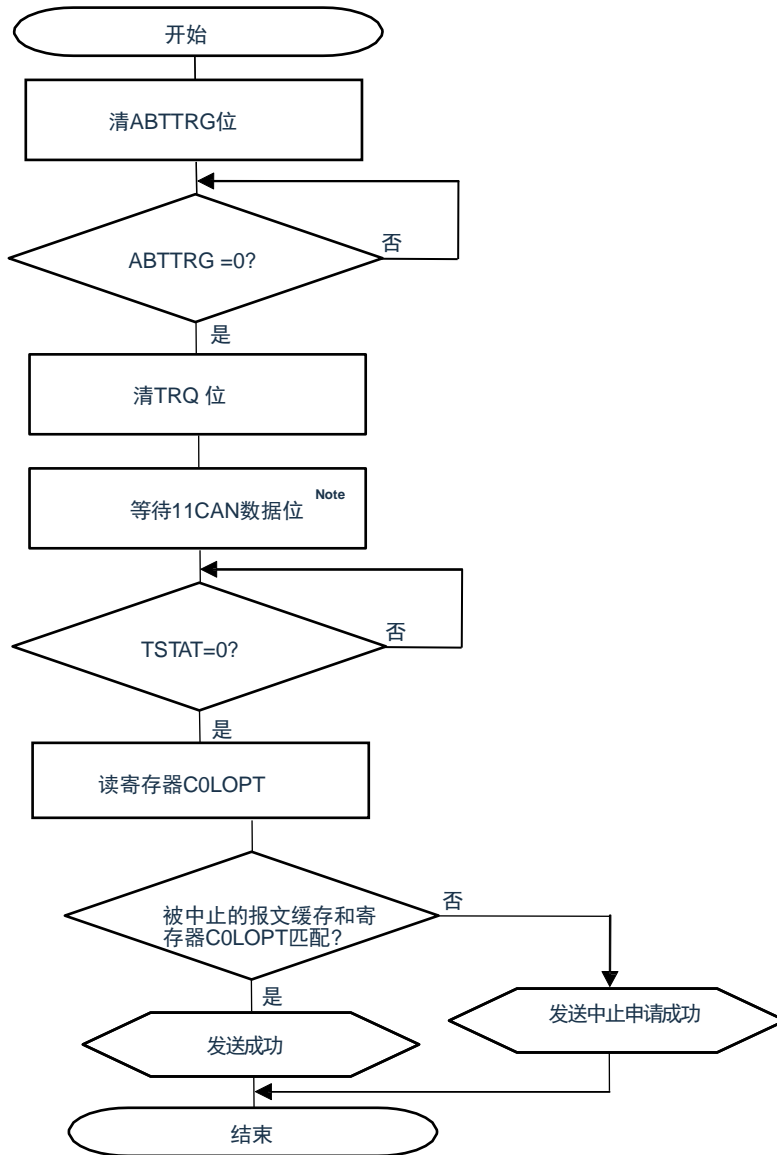 开始
清ABTTRG位
ABTTRG =0?
否
是
清TRQ 位
等待11CAN数据位 Note
TSTAT=0?
否
是
读寄存器C0LOPT
被中止的报文缓存和寄
存器C0LOPT匹配?
否
是
发送中止申请成功
发送成功
结束